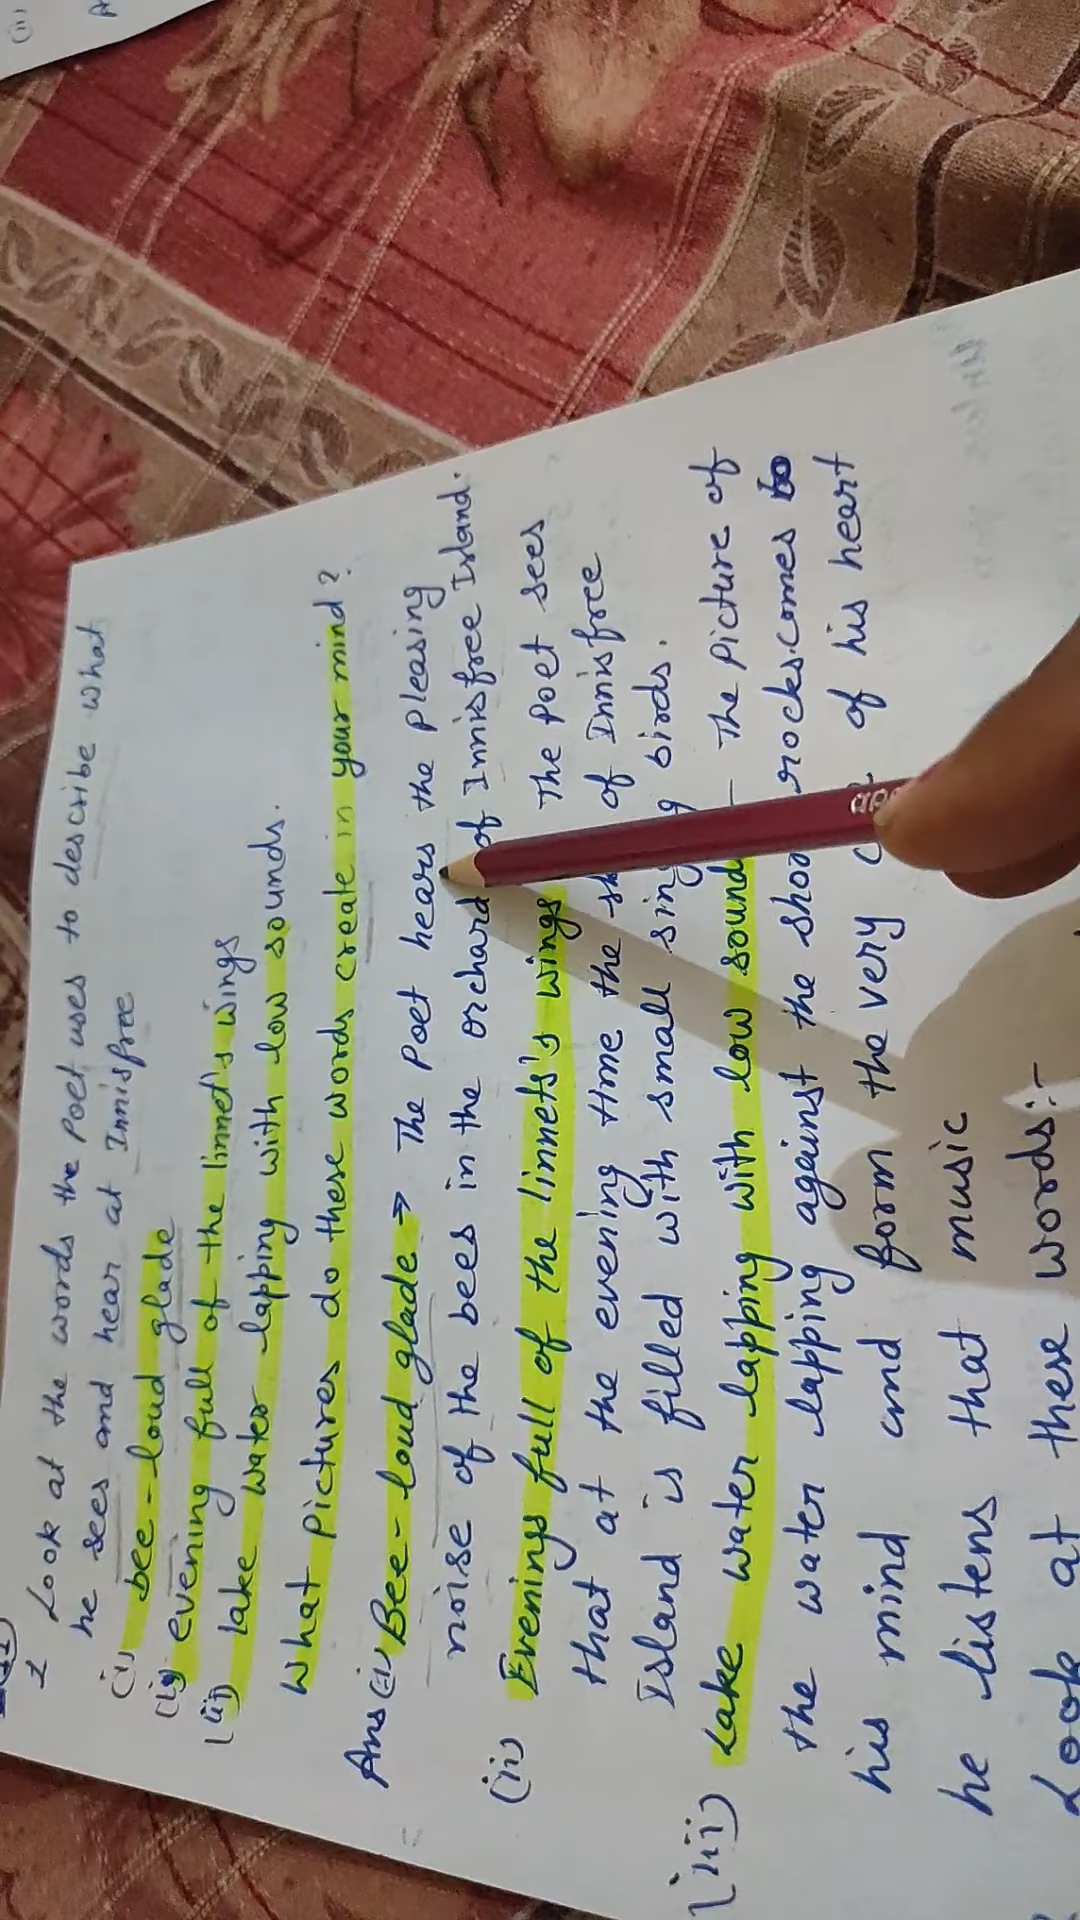 2 Look at the words the Poet uses to describe what
he sees and hear at Innisfree
(i) bee-loud glade
(ii) evening full of the linnet's wings
(iii) lake water lapping with low sounds.
What pictures do these words create in your mind?
Ans (i) Bee-loud glade → The Poet hears the pleasing
noise of the bees in the orchard of Innisfree Island.
(ii) Evenings full of the linnets's wings The Poet sees
that at the evening time the of Innisfree
Island is filled with small birds.
(iii) Lake water lapping with low sound - The picture of
the water lapping against the rocks comes to
his mind and form the very of his heart
he listens that music
Look at these words:-